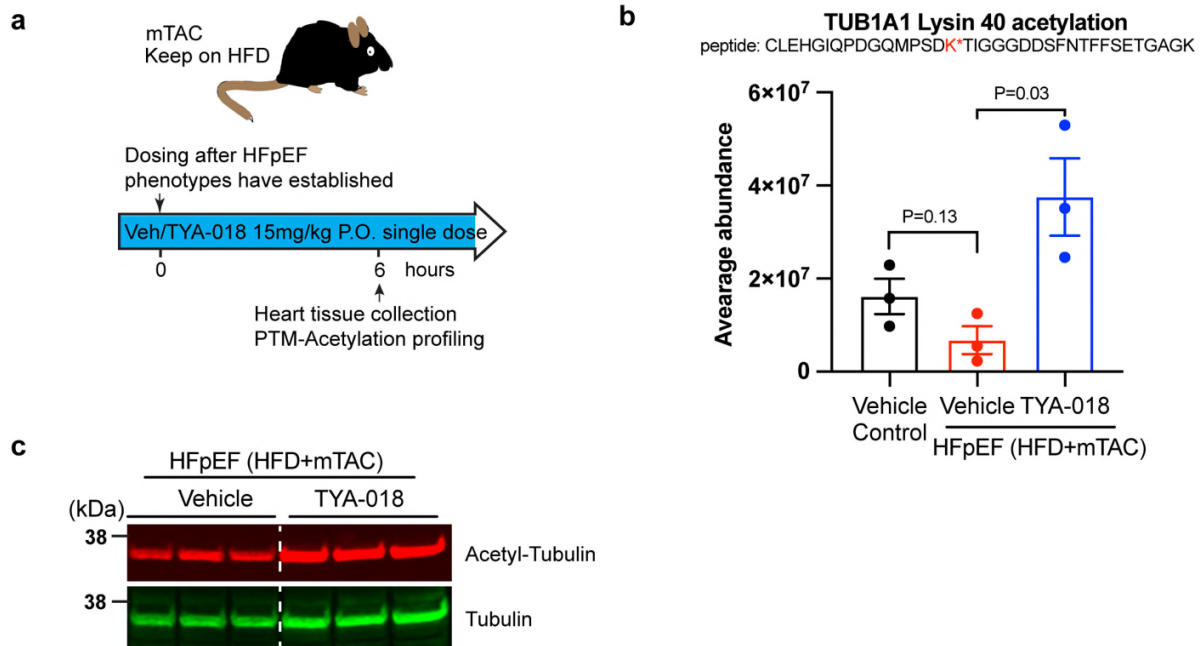 a
mTAC
Keep on HFD
Dosing after HFpEF
phenotypes have established
Veh/TYA-018 15mg/kg P.O. single dose
0 6 hours
Heart tissue collection
PTM-Acetylation profiling
b
TUB1A1 Lysin 40 acetylation
peptide: CLEHGIQPDGQMPSDK*TIGGGDDSFNTFFSETGAGK
Avearage abundance
6×10⁷
4×10⁷
2×10⁷
0
P=0.13
P=0.03
Vehicle Control
Vehicle TYA-018
HFpEF (HFD+mTAC)
c
HFpEF (HFD+mTAC)
Vehicle TYA-018
(kDa)
38
Acetyl-Tubulin
38
Tubulin